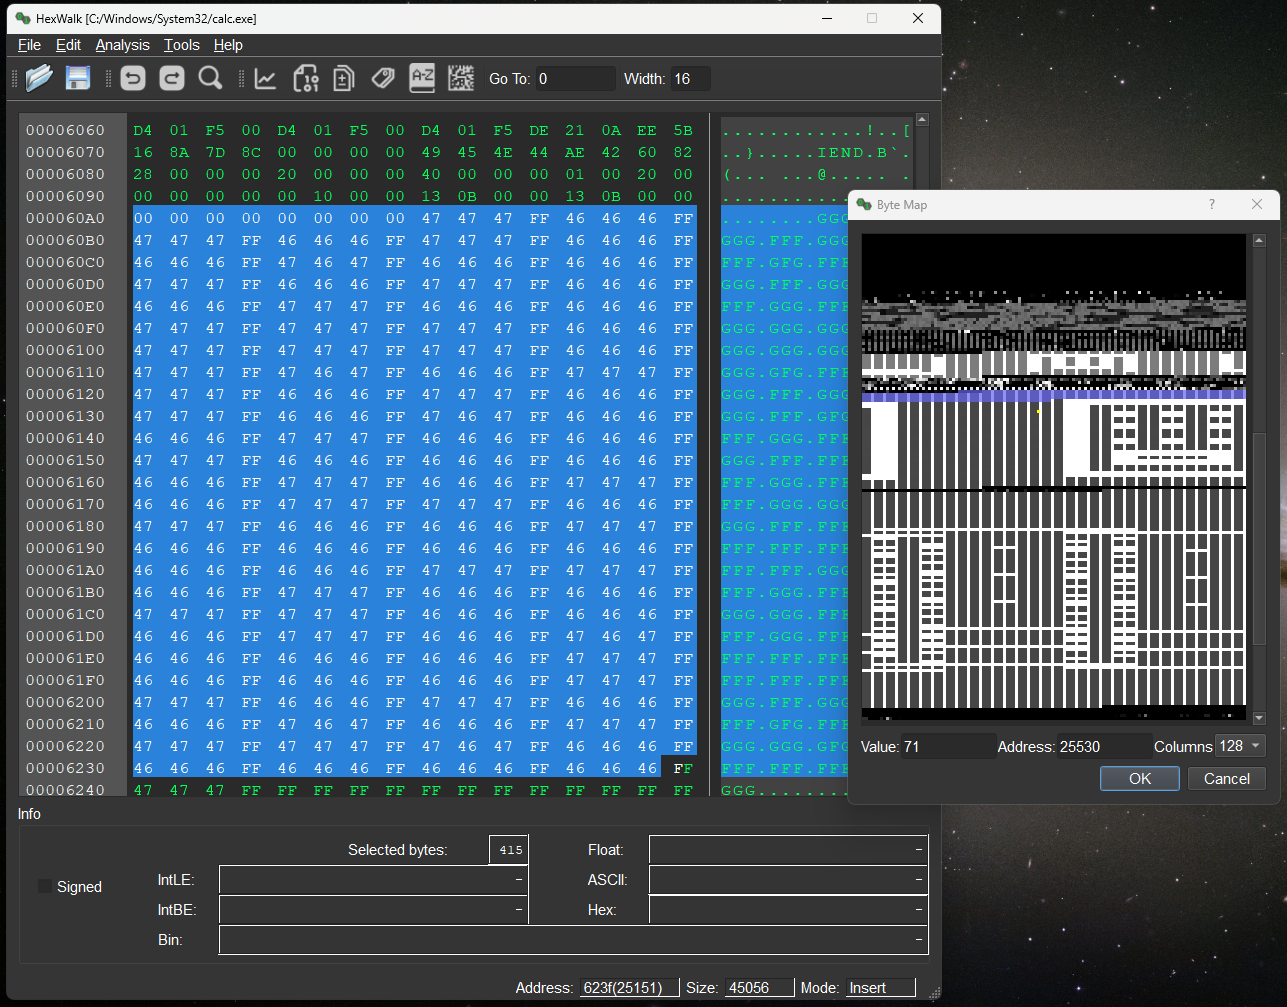 HexWalk [C:/Windows/System32/calc.exe]
File Edit Analysis Tools Help
A-Z Go To: 0 Width: 16
00006060 D4 01 F5 00 D4 01 F5 00 D4 01 F5 DE 21 0A EE 5B ............!..[
00006070 16 8A 7D 8C 00 00 00 00 49 45 4E 44 AE 42 60 82 ..}.....IEND.B`.
00006080 28 00 00 00 20 00 00 00 40 00 00 00 01 00 20 00 (... ...@..... .
00006090 00 00 00 00 00 10 00 00 13 0B 00 00 13 0B 00 00 ................
000060A0 00 00 00 00 00 00 00 00 47 47 47 FF 46 46 46 FF ........GGG
000060B0 47 47 47 FF 46 46 46 FF 47 47 47 FF 46 46 46 FF GGG.FFF.GGG
000060C0 46 46 46 FF 47 46 47 FF 46 46 46 FF 46 46 46 FF FFF.GFG.FFF
000060D0 47 47 47 FF 46 46 46 FF 47 47 47 FF 46 46 46 FF GGG.FFF.GGG
000060E0 46 46 46 FF 47 47 47 FF 46 46 46 FF 46 46 46 FF FFF.GGG.FFF
000060F0 47 47 47 FF 47 47 47 FF 47 47 47 FF 46 46 46 FF GGG.GGG.GGG
00006100 47 47 47 FF 47 47 47 FF 47 47 47 FF 46 46 46 FF GGG.GGG.GGG
00006110 47 47 47 FF 47 46 47 FF 47 47 47 FF 46 46 46 FF GGG.GFG.GGG
00006120 47 47 47 FF 46 46 46 FF 47 47 47 FF 46 46 46 FF GGG.FFF.GGG
00006130 47 47 47 FF 46 46 46 FF 47 46 47 FF 46 46 46 FF GGG.FFF.GFG
00006140 46 46 46 FF 47 47 47 FF 46 46 46 FF 46 46 46 FF FFF.GGG.FFF
00006150 47 47 47 FF 46 46 46 FF 46 46 46 FF 46 46 46 FF GGG.FFF.FFF
00006160 46 46 46 FF 47 47 47 FF 47 47 47 FF 46 46 46 FF FFF.GGG.GGG
00006170 46 46 46 FF 47 47 47 FF 47 47 47 FF 46 46 46 FF FFF.GGG.GGG
00006180 47 47 47 FF 46 46 46 FF 46 46 46 FF 46 46 46 FF GGG.FFF.FFF
00006190 46 46 46 FF 46 46 46 FF 46 46 46 FF 46 46 46 FF FFF.FFF.FFF
000061A0 46 46 46 FF 46 46 46 FF 47 47 47 FF 47 47 47 FF FFF.FFF.GGG
000061B0 46 46 46 FF 47 47 47 FF 46 46 46 FF 46 46 46 FF FFF.GGG.FFF
000061C0 47 47 47 FF 47 47 47 FF 46 46 46 FF 46 46 46 FF GGG.GGG.FFF
000061D0 46 46 46 FF 46 46 46 FF 46 46 46 FF 47 46 47 FF FFF.FFF.FFF
000061E0 46 46 46 FF 46 46 46 FF 46 46 46 FF 47 47 47 FF FFF.FFF.FFF
000061F0 46 46 46 FF 47 47 47 FF 46 46 46 FF 47 47 47 FF FFF.GGG.FFF
00006200 47 47 47 FF 46 46 46 FF 47 47 47 FF 46 46 46 FF GGG.FFF.GGG
00006210 46 46 46 FF 47 46 47 FF 46 46 46 FF 47 47 47 FF FFF.GFG.FFF
00006220 47 47 47 FF 47 47 47 FF 47 46 47 FF 46 46 46 FF GGG.GGG.GFG
00006230 46 46 46 FF 46 46 46 FF 46 46 46 FF 46 46 46 FF FFF.FFF.FFF
00006240 47 47 47 FF FF FF FF FF FF FF FF FF FF FF FF FF GGG........
Byte Map ?
Value: 71 Address: 25530 Columns 128
OK Cancel
Info
Selected bytes: 415 Float: -
Signed IntLE: - ASCII: -
IntBE: - Hex: -
Bin: -
Address: 623f(25151) Size: 45056 Mode: Insert